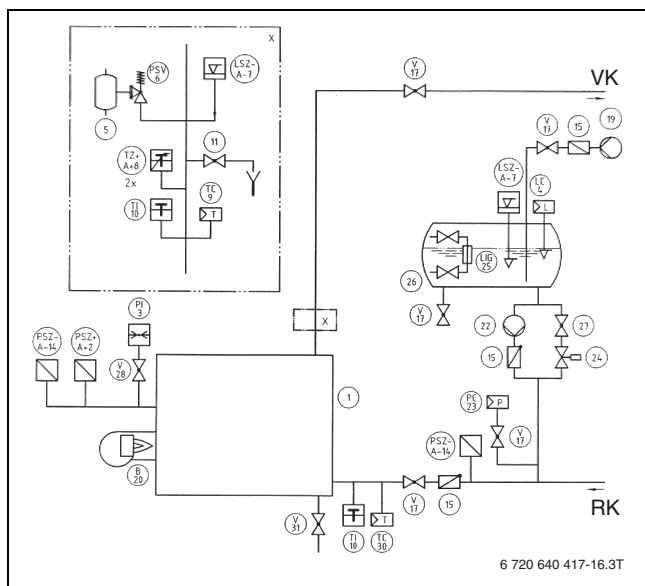 X
PSV
6
LSZ-
A-7
5
11
TZ+
A+8
2x
TC
9
TI
10
T
V
17
VK
V
17
15
19
LSZ-
A-7
LC
4
L
LIG
25
26
V
17
22
27
15
24
X
PI
3
PSZ-
A-14
PSZ+
A+2
V
28
1
B
20
PC
23
P
V
17
PSZ-
A-14
V
31
TI
10
TC
30
T
V
17
15
RK
6 720 640 417-16.3T